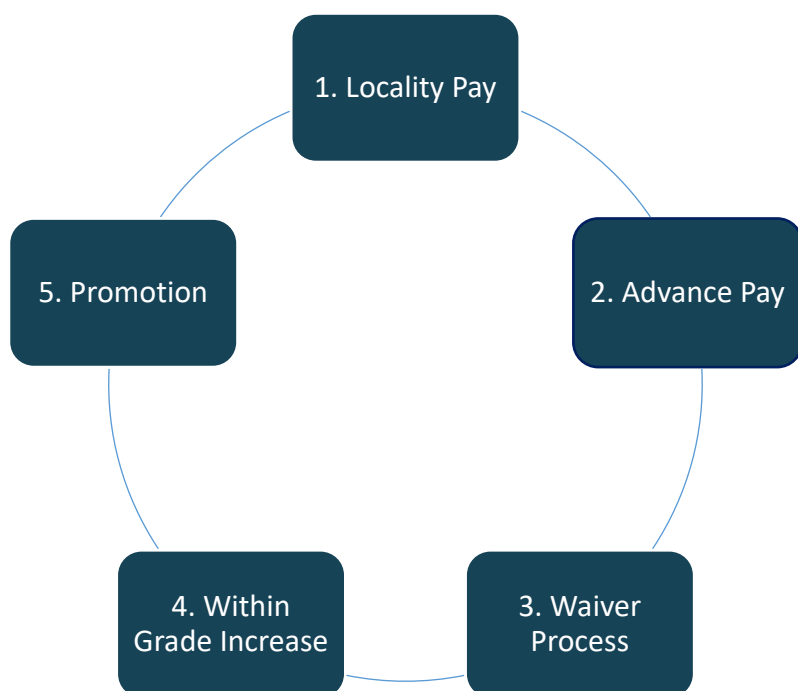 1. Locality Pay
2. Advance Pay
3. Waiver
Process
4. Within
Grade Increase
5. Promotion